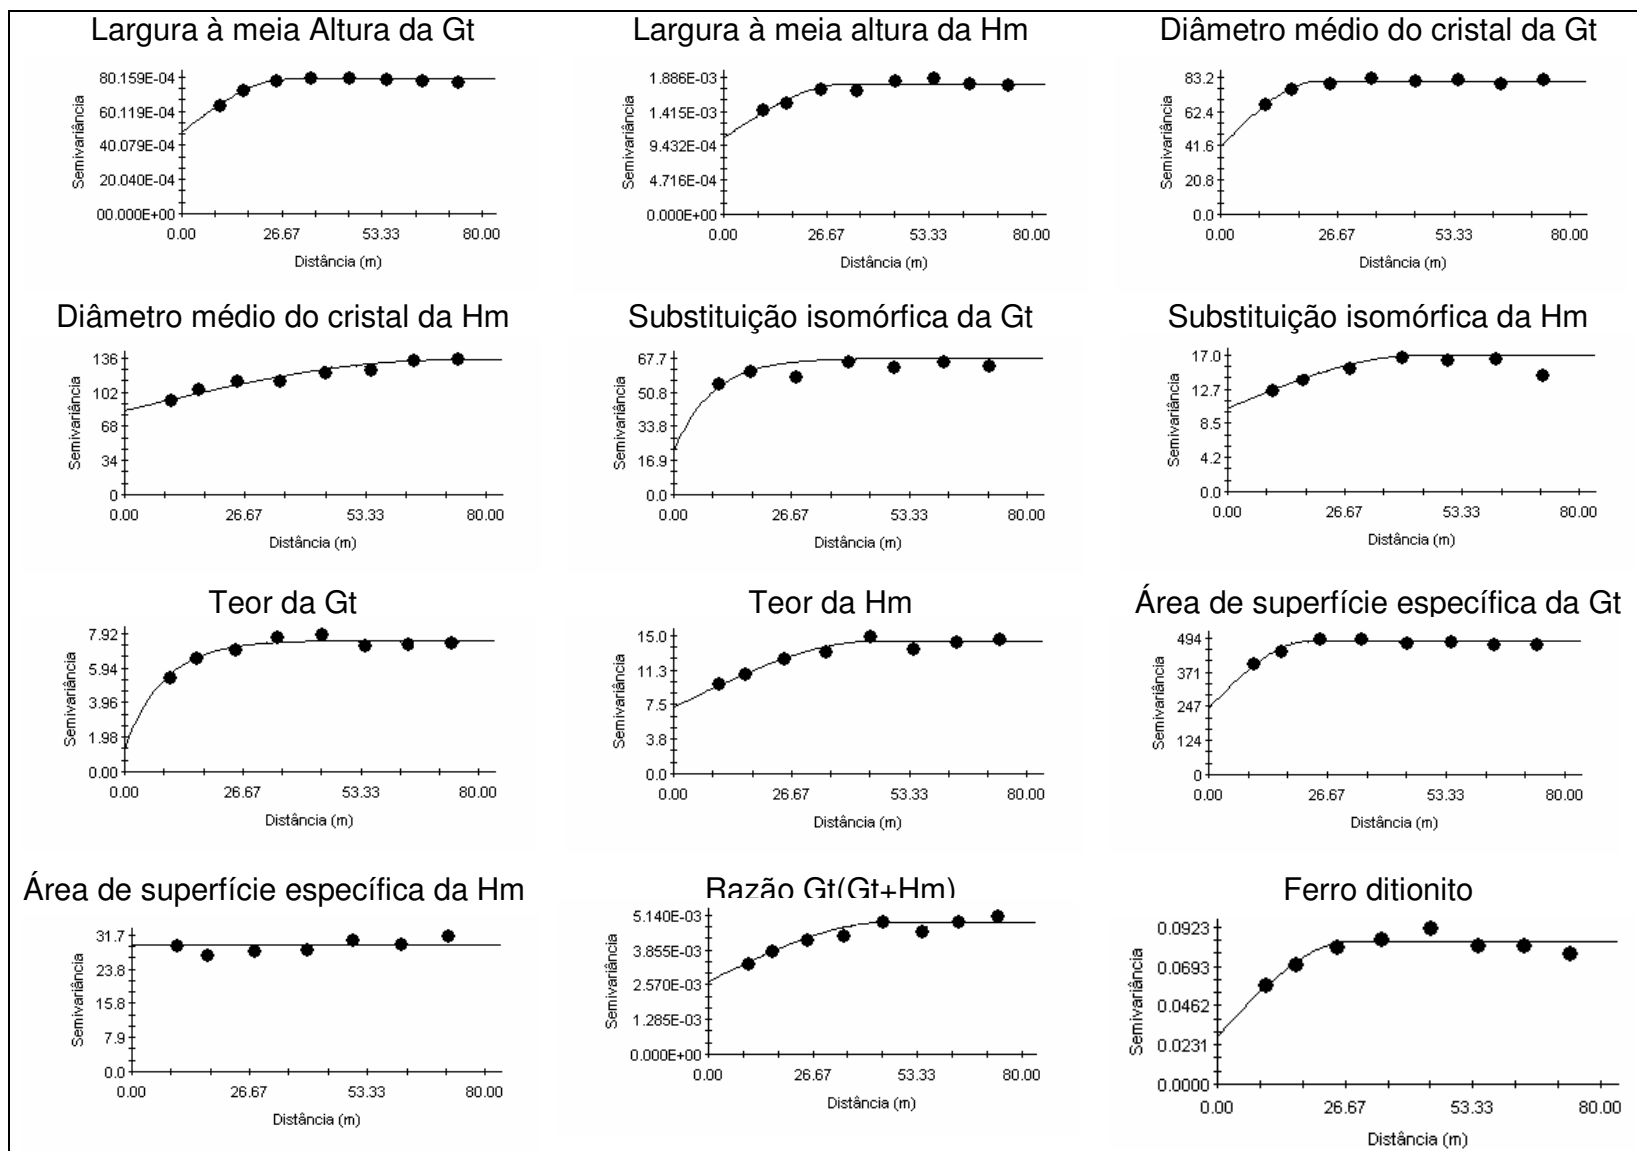 Largura à meia Altura da Gt
80.159E-04
60.119E-04
40.079E-04
20.040E-04
00.000E+00
Semivariância
0.00 26.67 53.33 80.00
Distância (m)
Largura à meia altura da Hm
1.886E-03
1.415E-03
9.432E-04
4.716E-04
0.000E+00
Semivariância
0.00 26.67 53.33 80.00
Distância (m)
Diâmetro médio do cristal da Gt
83.2
62.4
41.6
20.8
0.0
Semivariância
0.00 26.67 53.33 80.00
Distância (m)
Diâmetro médio do cristal da Hm
136
102
68
34
0
Semivariância
0.00 26.67 53.33 80.00
Distância (m)
Substituição isomórfica da Gt
67.7
50.8
33.8
16.9
0.0
Semivariância
0.00 26.67 53.33 80.00
Distância (m)
Substituição isomórfica da Hm
17.0
12.7
8.5
4.2
0.0
Semivariância
0.00 26.67 53.33 80.00
Distância (m)
Teor da Gt
7.92
5.94
3.96
1.98
0.00
Semivariância
0.00 26.67 53.33 80.00
Distância (m)
Teor da Hm
15.0
11.3
7.5
3.8
0.0
Semivariância
0.00 26.67 53.33 80.00
Distância (m)
Área de superfície específica da Gt
494
371
247
124
0
Semivariância
0.00 26.67 53.33 80.00
Distância (m)
Área de superfície específica da Hm
31.7
23.8
15.8
7.9
0.0
Semivariância
0.00 26.67 53.33 80.00
Distância (m)
Razão Gt(Gt+Hm)
5.140E-03
3.855E-03
2.570E-03
1.285E-03
0.000E+00
Semivariância
0.00 26.67 53.33 80.00
Distância (m)
Ferro ditionito
0.0923
0.0693
0.0462
0.0231
0.0000
Semivariância
0.00 26.67 53.33 80.00
Distância (m)